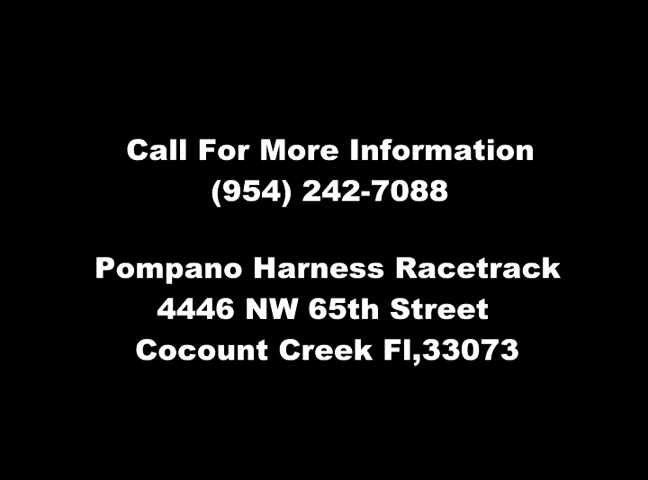 Call For More Information
(954) 242-7088
Pompano Harness Racetrack
4446 NW 65th Street
Cocount Creek Fl,33073